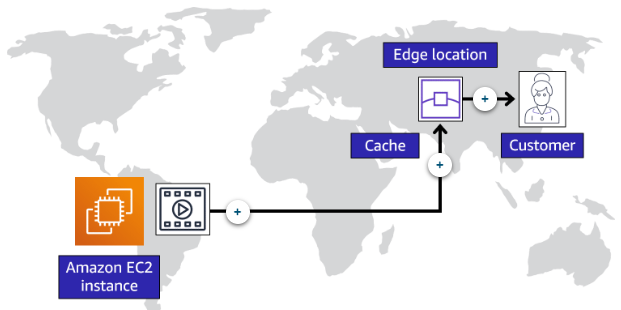 Edge location
Cache
Customer
Amazon EC2
instance